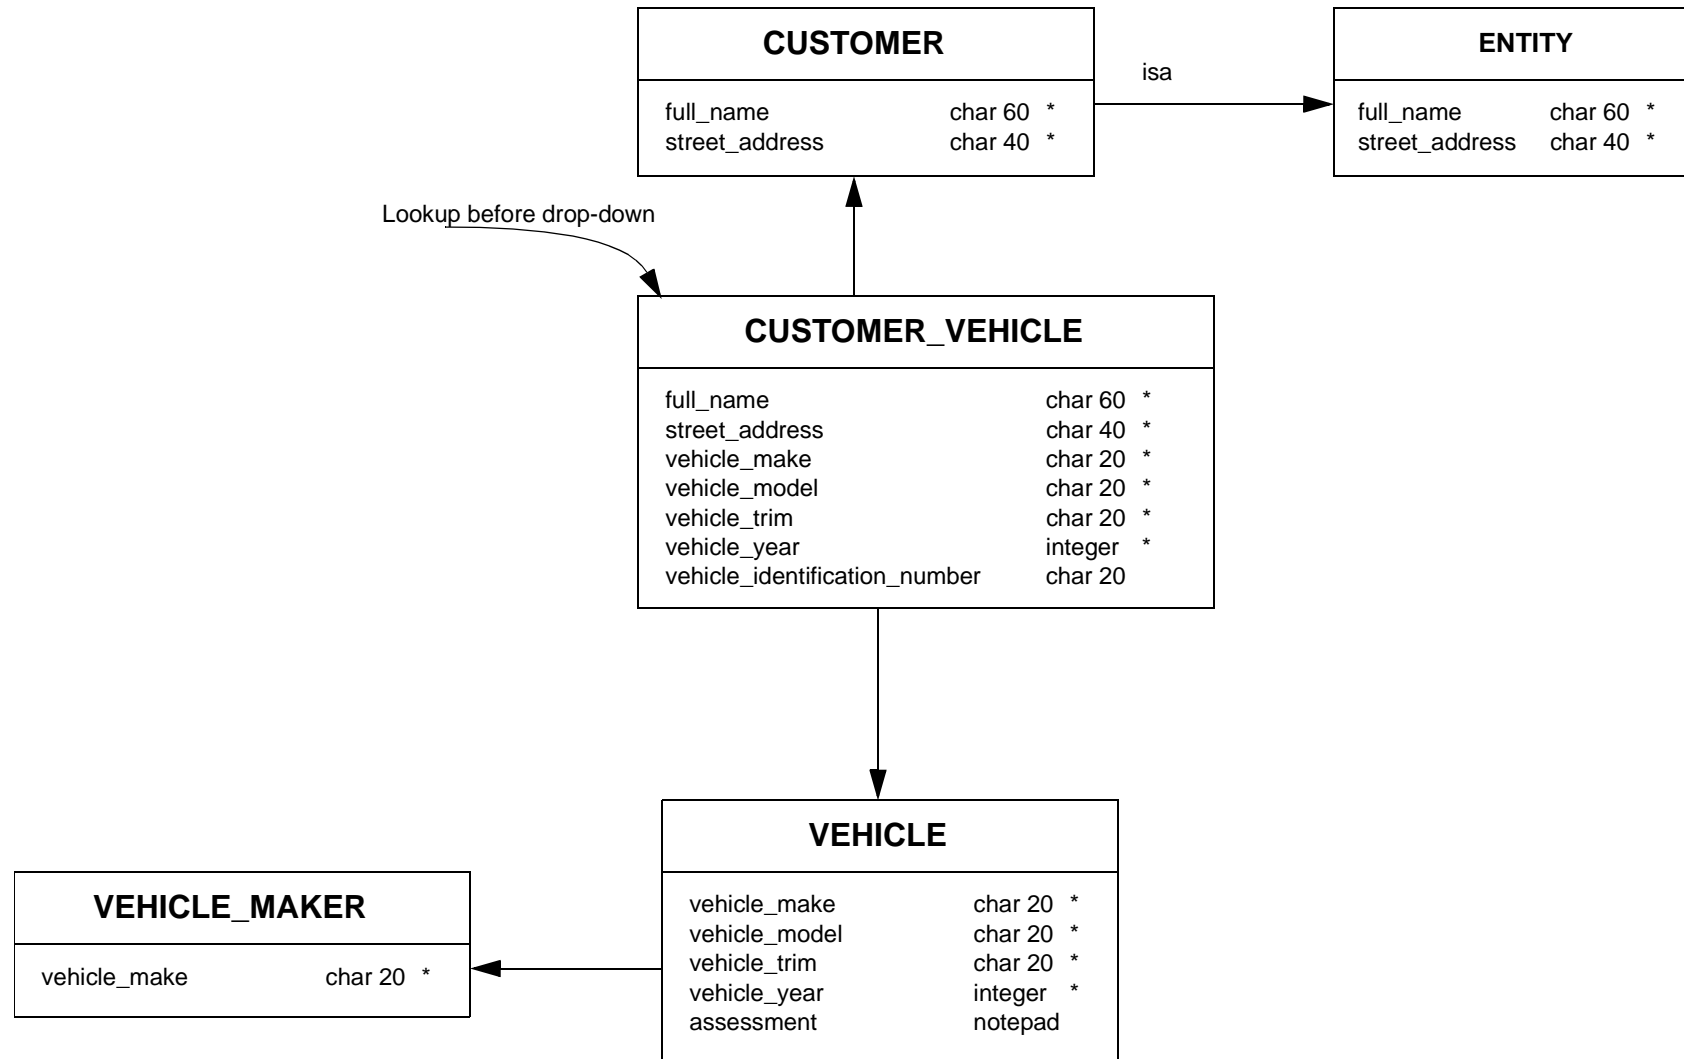 CUSTOMER
full_name char 60 *
street_address char 40 *
isa
ENTITY
full_name char 60 *
street_address char 40 *
Lookup before drop-down
CUSTOMER_VEHICLE
full_name char 60 *
street_address char 40 *
vehicle_make char 20 *
vehicle_model char 20 *
vehicle_trim char 20 *
vehicle_year integer *
vehicle_identification_number char 20
VEHICLE
vehicle_make char 20 *
vehicle_model char 20 *
vehicle_trim char 20 *
vehicle_year integer *
assessment notepad
VEHICLE_MAKER
vehicle_make char 20 *